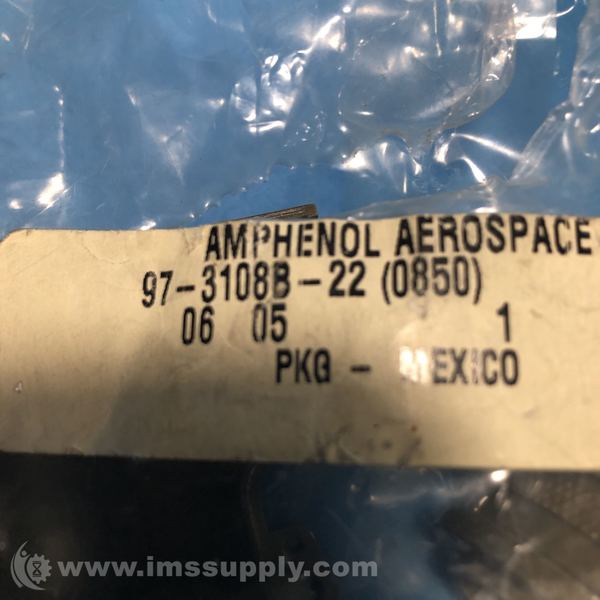 AMPHENOL AEROSPACE
97-3108B-22 (0850)
06 05 1
PKG - MEXICO
www.imssupply.com